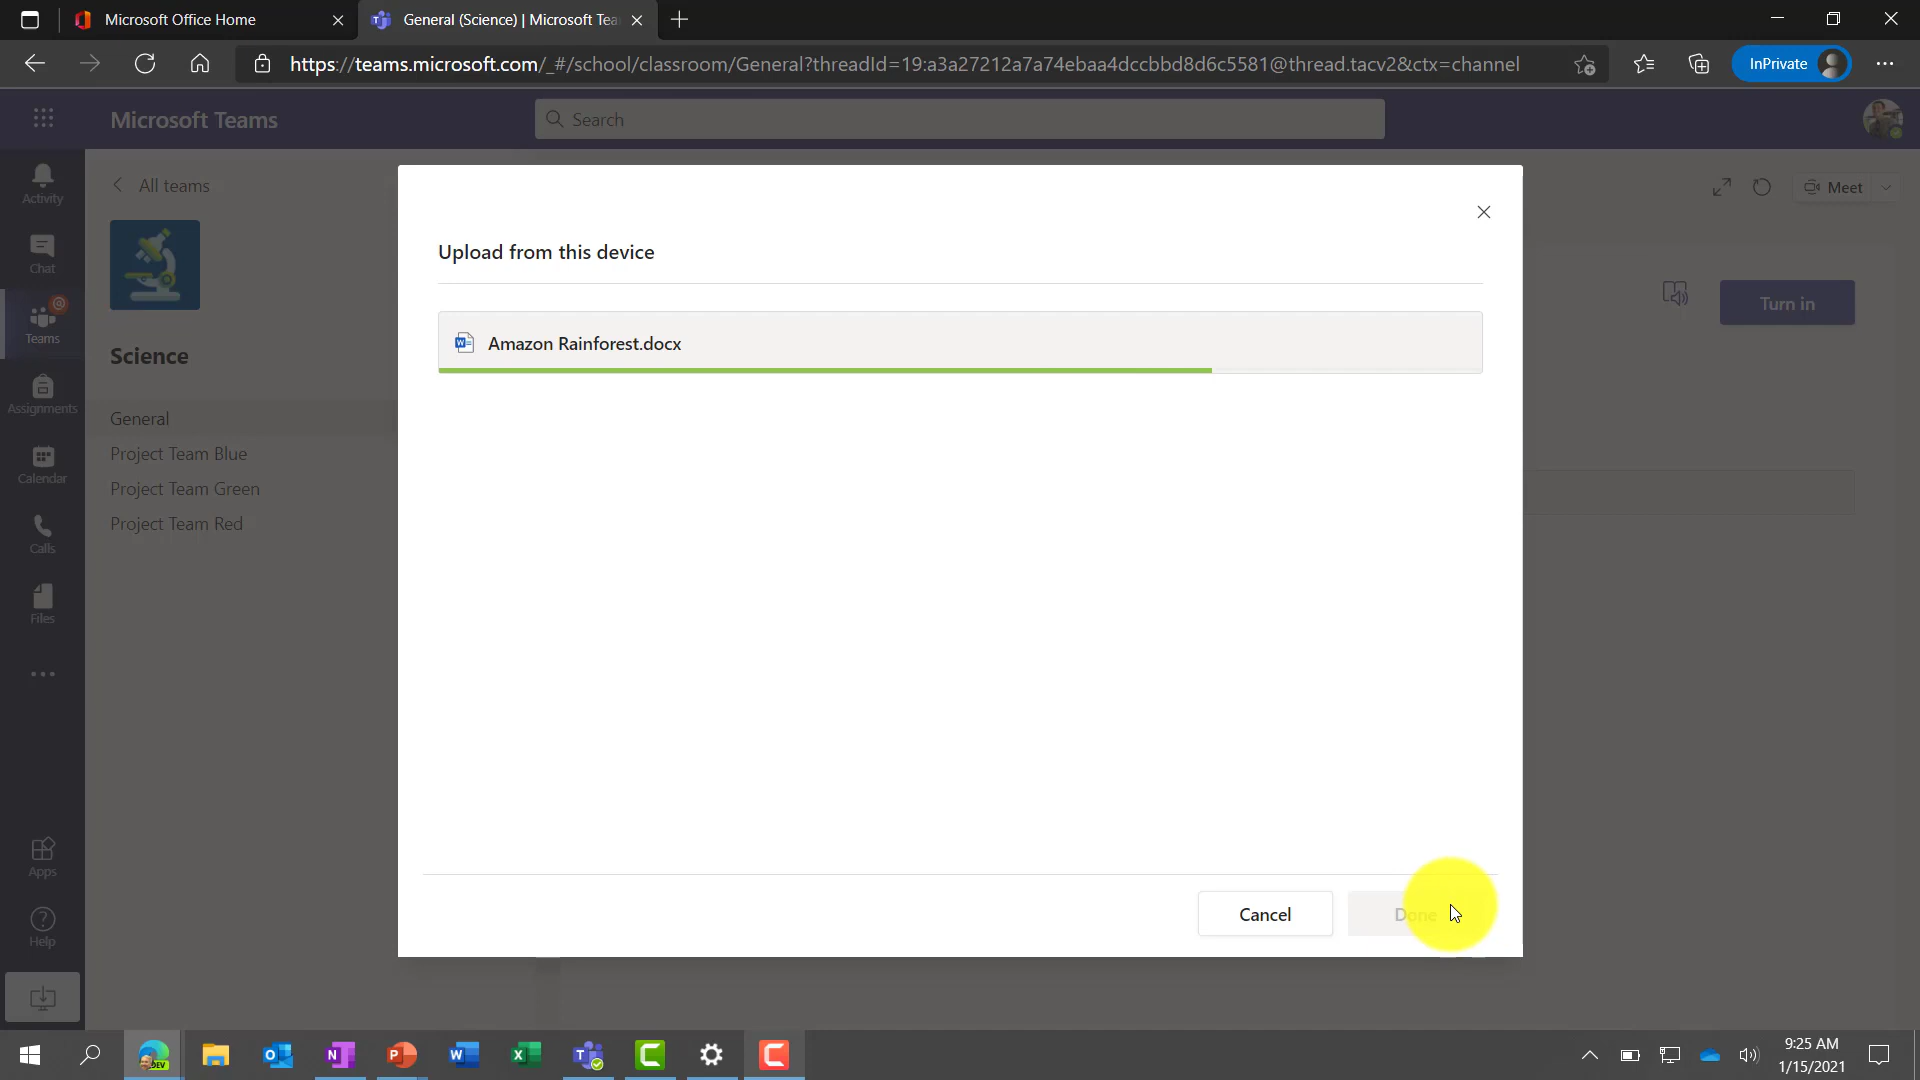 Microsoft Office Home
General (Science) | Microsoft Tea
https://teams.microsoft.com/_#/school/classroom/General?threadId=19:a3a27212a7a74ebaa4dccbbd8d6c5581@thread.tacv2&ctx=channel
InPrivate
Microsoft Teams
Search
Activity
Chat
Teams
Assignments
Calendar
Calls
Files
Apps
Help
All teams
Science
General
Project Team Blue
Project Team Green
Project Team Red
Meet
Turn in
Upload from this device
Amazon Rainforest.docx
Cancel
Done
DEV
9:25 AM
1/15/2021